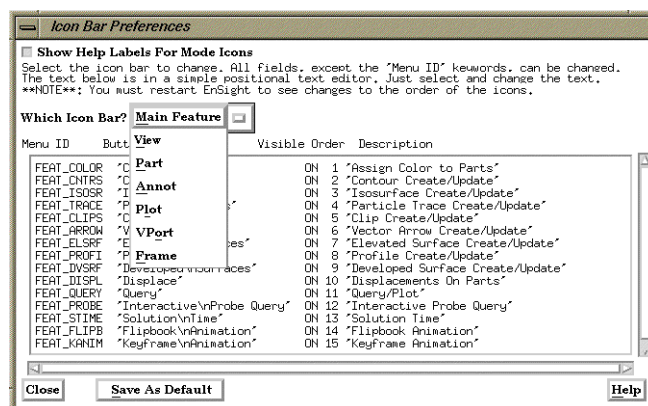 Icon Bar Preferences
Show Help Labels For Mode Icons
Select the icon bar to change. All fields, except the "Menu ID" keywords, can be changed.
The text below is in a simple positional text editor. Just select and change the text.
**NOTE**: You must restart EnSight to see changes to the order of the icons.
Which Icon Bar? Main Feature
View
Part
Annot
Plot
VPort
Frame
Menu ID Butt Visible Order Description
FEAT_COLOR "C ON 1 "Assign Color to Parts"
FEAT_CNTRS "C ON 2 "Contour Create/Update"
FEAT_ISOSR "I ON 3 "Isosurface Create/Update"
FEAT_TRACE "P s" ON 4 "Particle Trace Create/Update"
FEAT_CLIPS "C ON 5 "Clip Create/Update"
FEAT_ARROW "V ON 6 "Vector Arrow Create/Update"
FEAT_ELSRF "E ces" ON 7 "Elevated Surface Create/Update"
FEAT_PROFI "P ON 8 "Profile Create/Update"
FEAT_DVSRF "Developed\nSurfaces" ON 9 "Developed Surface Create/Update"
FEAT_DISPL "Displace" ON 10 "Displacements On Parts"
FEAT_QUERY "Query" ON 11 "Query/Plot"
FEAT_PROBE "Interactive\nProbe Query" ON 12 "Interactive Probe Query"
FEAT_STIME "Solution\nTime" ON 13 "Solution Time"
FEAT_FLIPB "Flipbook\nAnimation" ON 14 "Flipbook Animation"
FEAT_KANIM "Keyframe\nAnimation" ON 15 "Keyframe Animation"
Close Save As Default Help